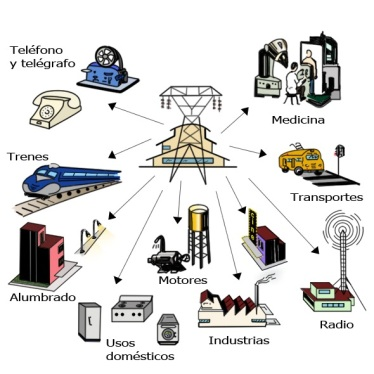 Teléfono
y telégrafo
Medicina
Trenes
Transportes
Motores
Alumbrado
Usos
domésticos
Industrias
Radio